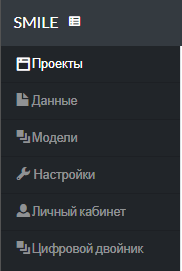 SMILE
Проекты
Данные
Модели
Настройки
Личный кабинет
Цифровой двойник